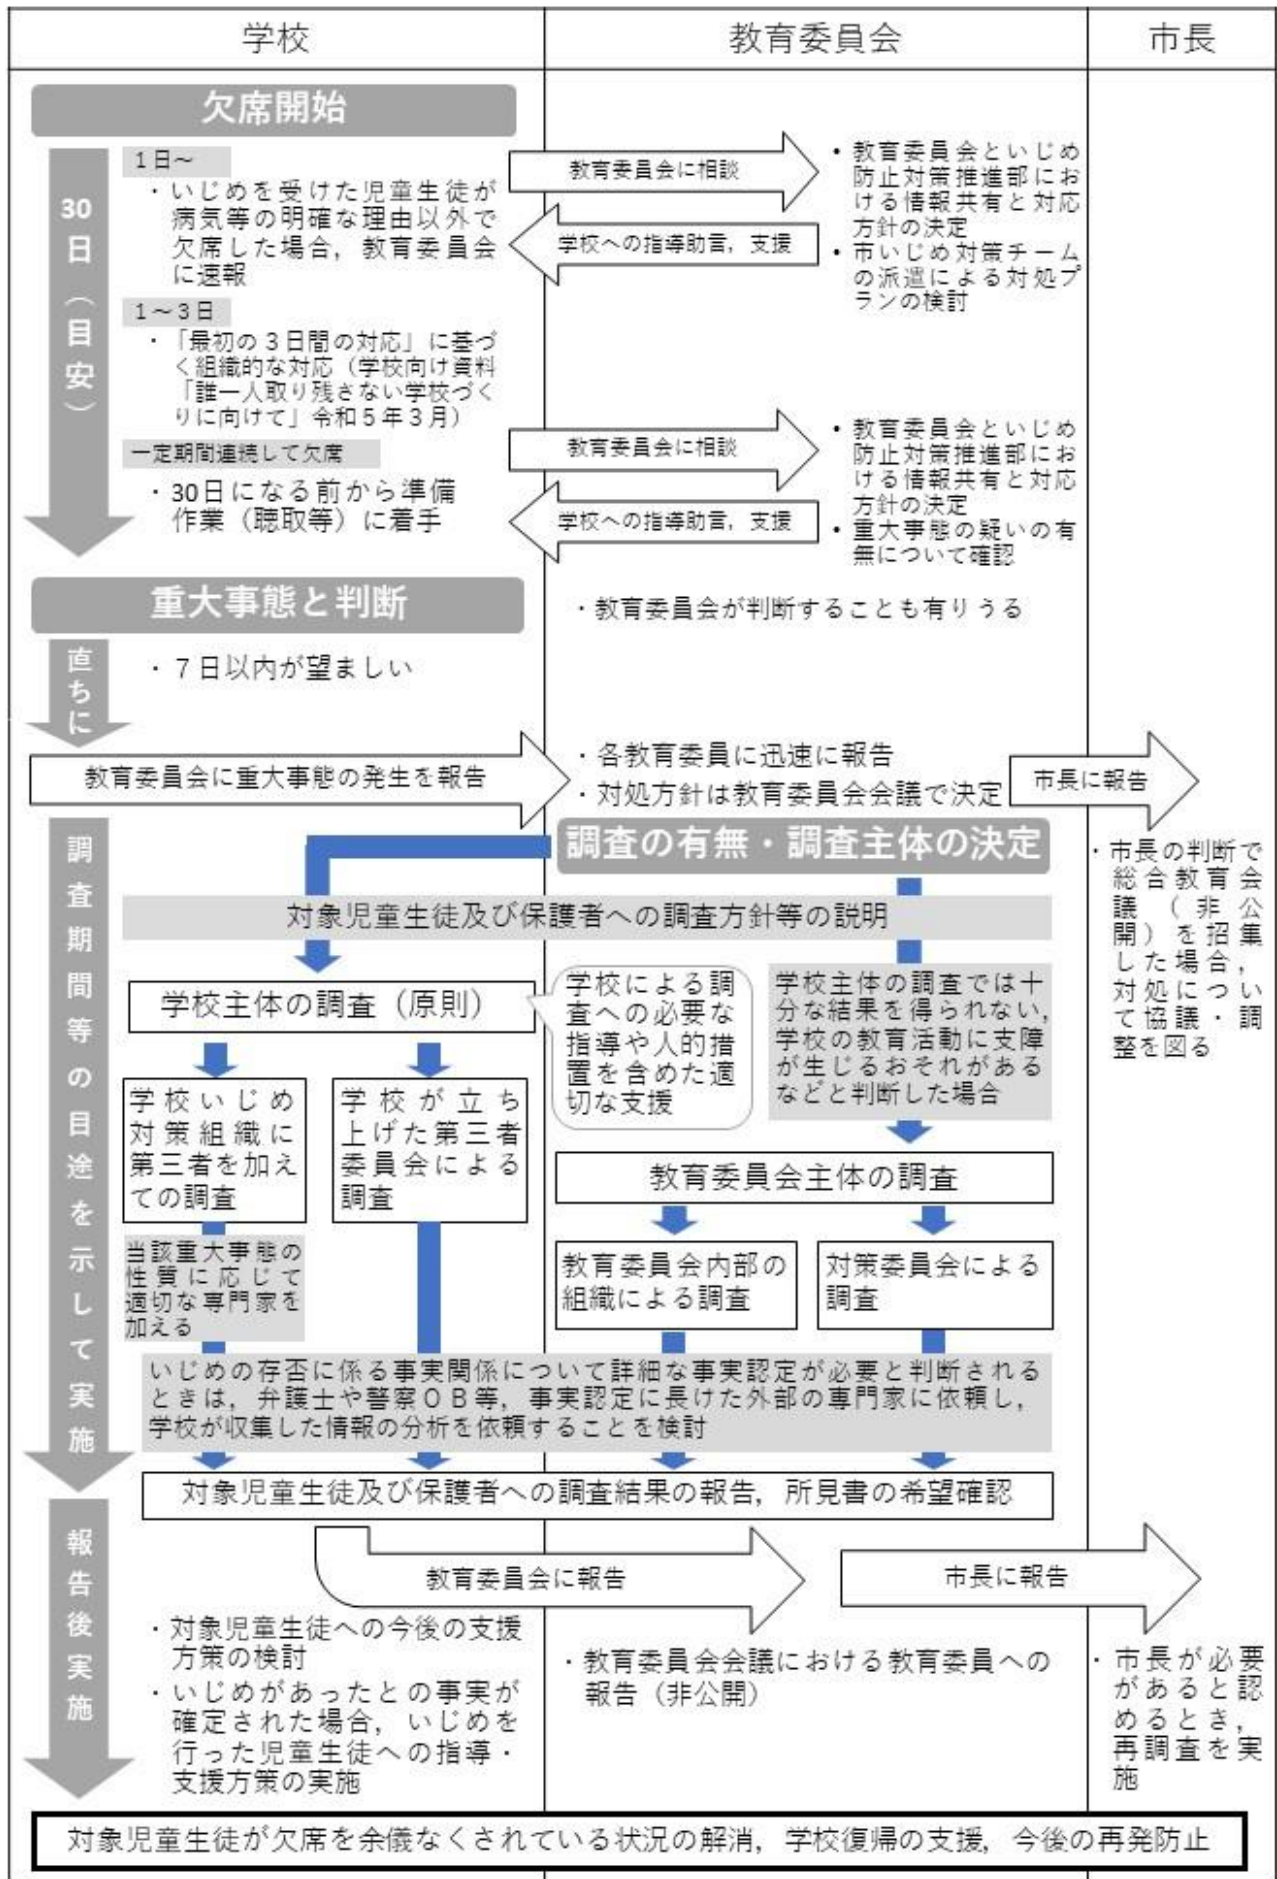 学校
教育委員会
市長
欠席開始
30日（目安）
1日～
・いじめを受けた児童生徒が
病気等の明確な理由以外で
欠席した場合，教育委員会
に速報
教育委員会に相談
学校への指導助言，支援
・教育委員会といじめ
防止対策推進部にお
ける情報共有と対応
方針の決定
・市いじめ対策チーム
の派遣による対処プ
ランの検討
1～3日
・「最初の3日間の対応」に基づ
く組織的な対応（学校向け資料
「誰一人取り残さない学校づく
りに向けて」令和5年3月）
一定期間連続して欠席
・30日になる前から準備
作業（聴取等）に着手
教育委員会に相談
学校への指導助言，支援
・教育委員会といじめ
防止対策推進部にお
ける情報共有と対応
方針の決定
・重大事態の疑いの有
無について確認
重大事態と判断
・教育委員会が判断することも有りうる
直ちに
・7日以内が望ましい
教育委員会に重大事態の発生を報告
・各教育委員に迅速に報告
・対処方針は教育委員会会議で決定
市長に報告
調査期間等の目途を示して実施
調査の有無・調査主体の決定
・市長の判断で
総合教育会
議（非公
開）を招集
した場合，
対処につい
て協議・調
整を図る
対象児童生徒及び保護者への調査方針等の説明
学校主体の調査（原則）
学校による調
査への必要な
指導や人的措
置を含めた適
切な支援
学校主体の調査では十
分な結果を得られない，
学校の教育活動に支障
が生じるおそれがある
などと判断した場合
学校いじめ
対策組織に
第三者を加え
ての調査
学校が立ち
上げた第三者
委員会による
調査
教育委員会主体の調査
当該重大事態の
性質に応じて
適切な専門家を
加える
教育委員会内部の
組織による調査
対策委員会による
調査
いじめの存否に係る事実関係について詳細な事実認定が必要と判断される
ときは，弁護士や警察OB等，事実認定に長けた外部の専門家に依頼し，
学校が収集した情報の分析を依頼することを検討
対象児童生徒及び保護者への調査結果の報告，所見書の希望確認
報告後実施
教育委員会に報告
市長に報告
・対象児童生徒への今後の支援
方策の検討
・いじめがあったとの事実が
確定された場合，いじめを
行った児童生徒への指導・
支援方策の実施
・教育委員会会議における教育委員への
報告（非公開）
・市長が必要
があると認
めるとき，
再調査を実
施
対象児童生徒が欠席を余儀なくされている状況の解消，学校復帰の支援，今後の再発防止